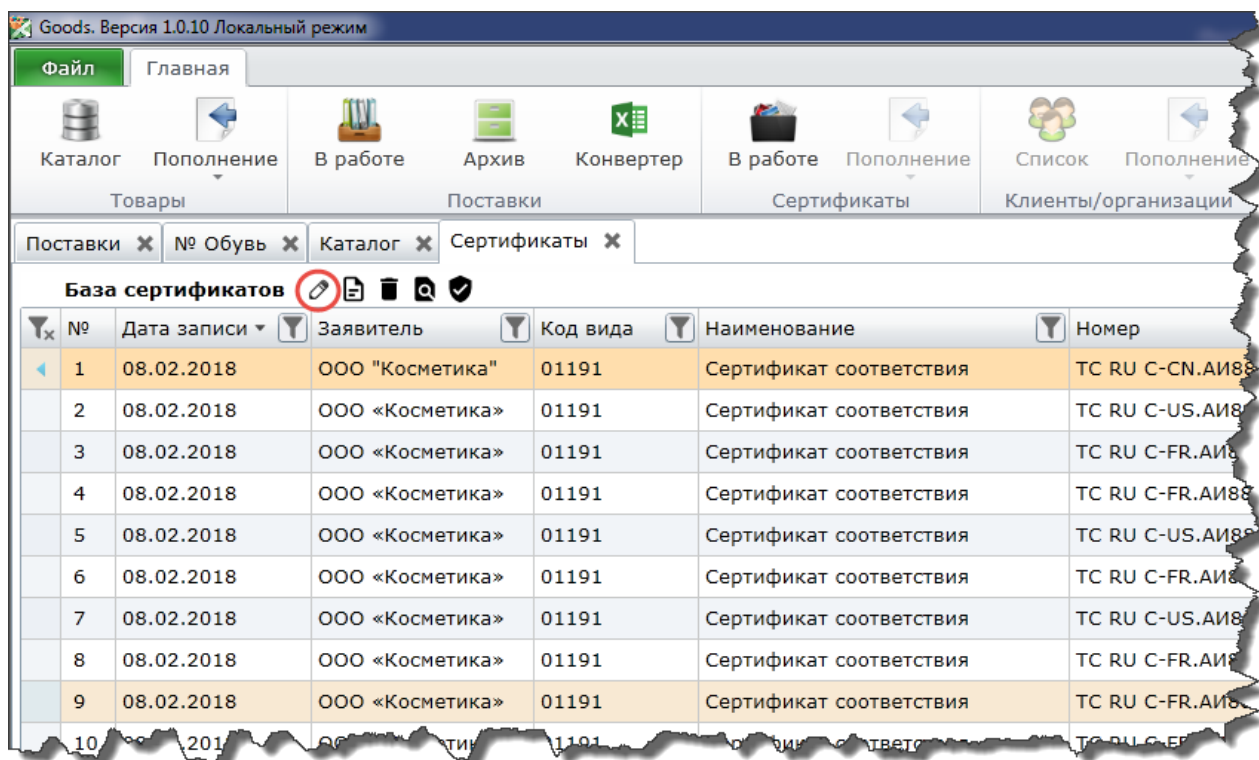 Goods. Версия 1.0.10 Локальный режим
Файл Главная
Каталог Пополнение В работе Архив Конвертер В работе Пополнение Список Пополнение
Товары Поставки Сертификаты Клиенты/организации
Поставки № Обувь Каталог Сертификаты
База сертификатов
№ Дата записи Заявитель Код вида Наименование Номер
1 08.02.2018 ООО "Косметика" 01191 Сертификат соответствия ТС RU C-CN.АИ88
2 08.02.2018 ООО «Косметика» 01191 Сертификат соответствия ТС RU C-US.АИ8
3 08.02.2018 ООО «Косметика» 01191 Сертификат соответствия ТС RU C-FR.АИ8
4 08.02.2018 ООО «Косметика» 01191 Сертификат соответствия ТС RU C-FR.АИ88
5 08.02.2018 ООО «Косметика» 01191 Сертификат соответствия ТС RU C-US.АИ88
6 08.02.2018 ООО «Косметика» 01191 Сертификат соответствия ТС RU C-FR.АИ8
7 08.02.2018 ООО «Косметика» 01191 Сертификат соответствия ТС RU C-US.АИ8
8 08.02.2018 ООО «Косметика» 01191 Сертификат соответствия ТС RU C-FR.АИ8
9 08.02.2018 ООО «Косметика» 01191 Сертификат соответствия ТС RU C-FR.АИ8
10